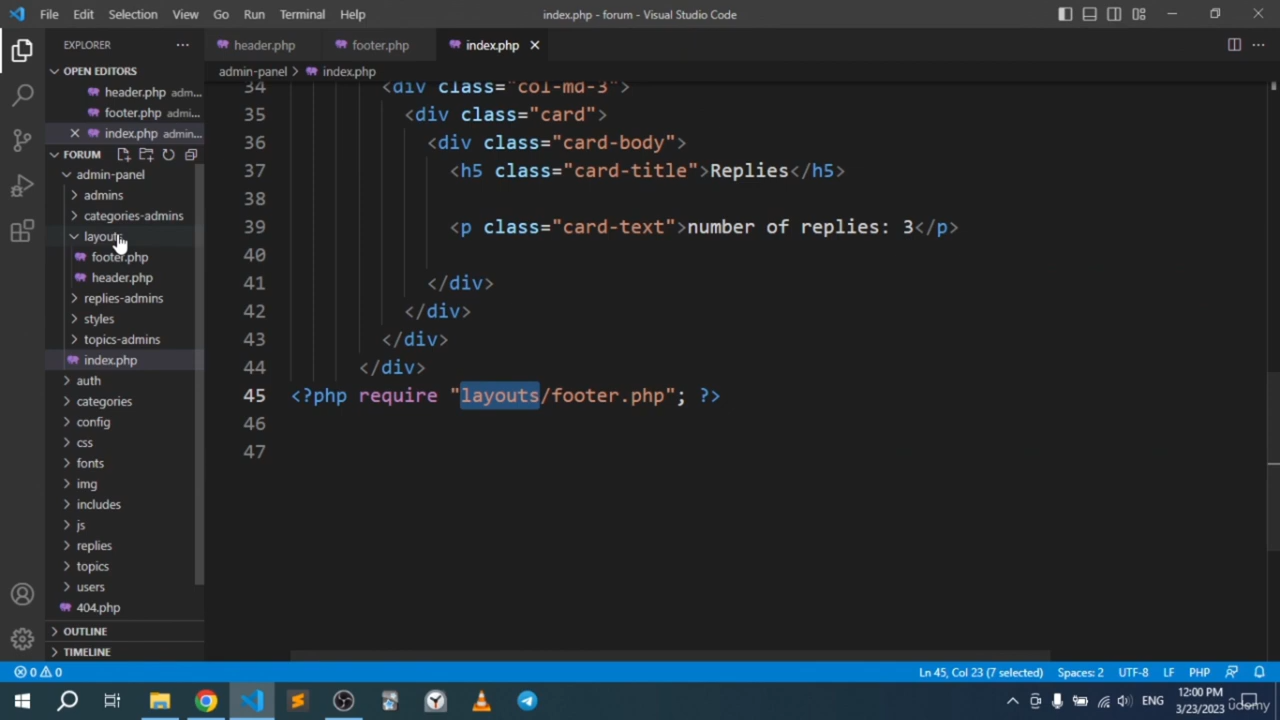 File Edit Selection View Go Run Terminal Help
index.php - forum - Visual Studio Code
EXPLORER
header.php footer.php index.php
admin-panel > index.php
OPEN EDITORS
header.php adm...
footer.php admi...
index.php admin...
FORUM
admin-panel
admins
categories-admins
layouts
footer.php
header.php
replies-admins
styles
topics-admins
index.php
auth
categories
config
css
fonts
img
includes
js
replies
topics
users
404.php
OUTLINE
TIMELINE
34 <div class="col-md-3">
35 <div class="card">
36 <div class="card-body">
37 <h5 class="card-title">Replies</h5>
38
39 <p class="card-text">number of replies: 3</p>
40
41 </div>
42 </div>
43 </div>
44 </div>
45 <?php require "layouts/footer.php"; ?>
46
47
0 0 Ln 45, Col 23 (7 selected) Spaces: 2 UTF-8 LF PHP
ENG 12:00 PM
3/23/2023
udemy